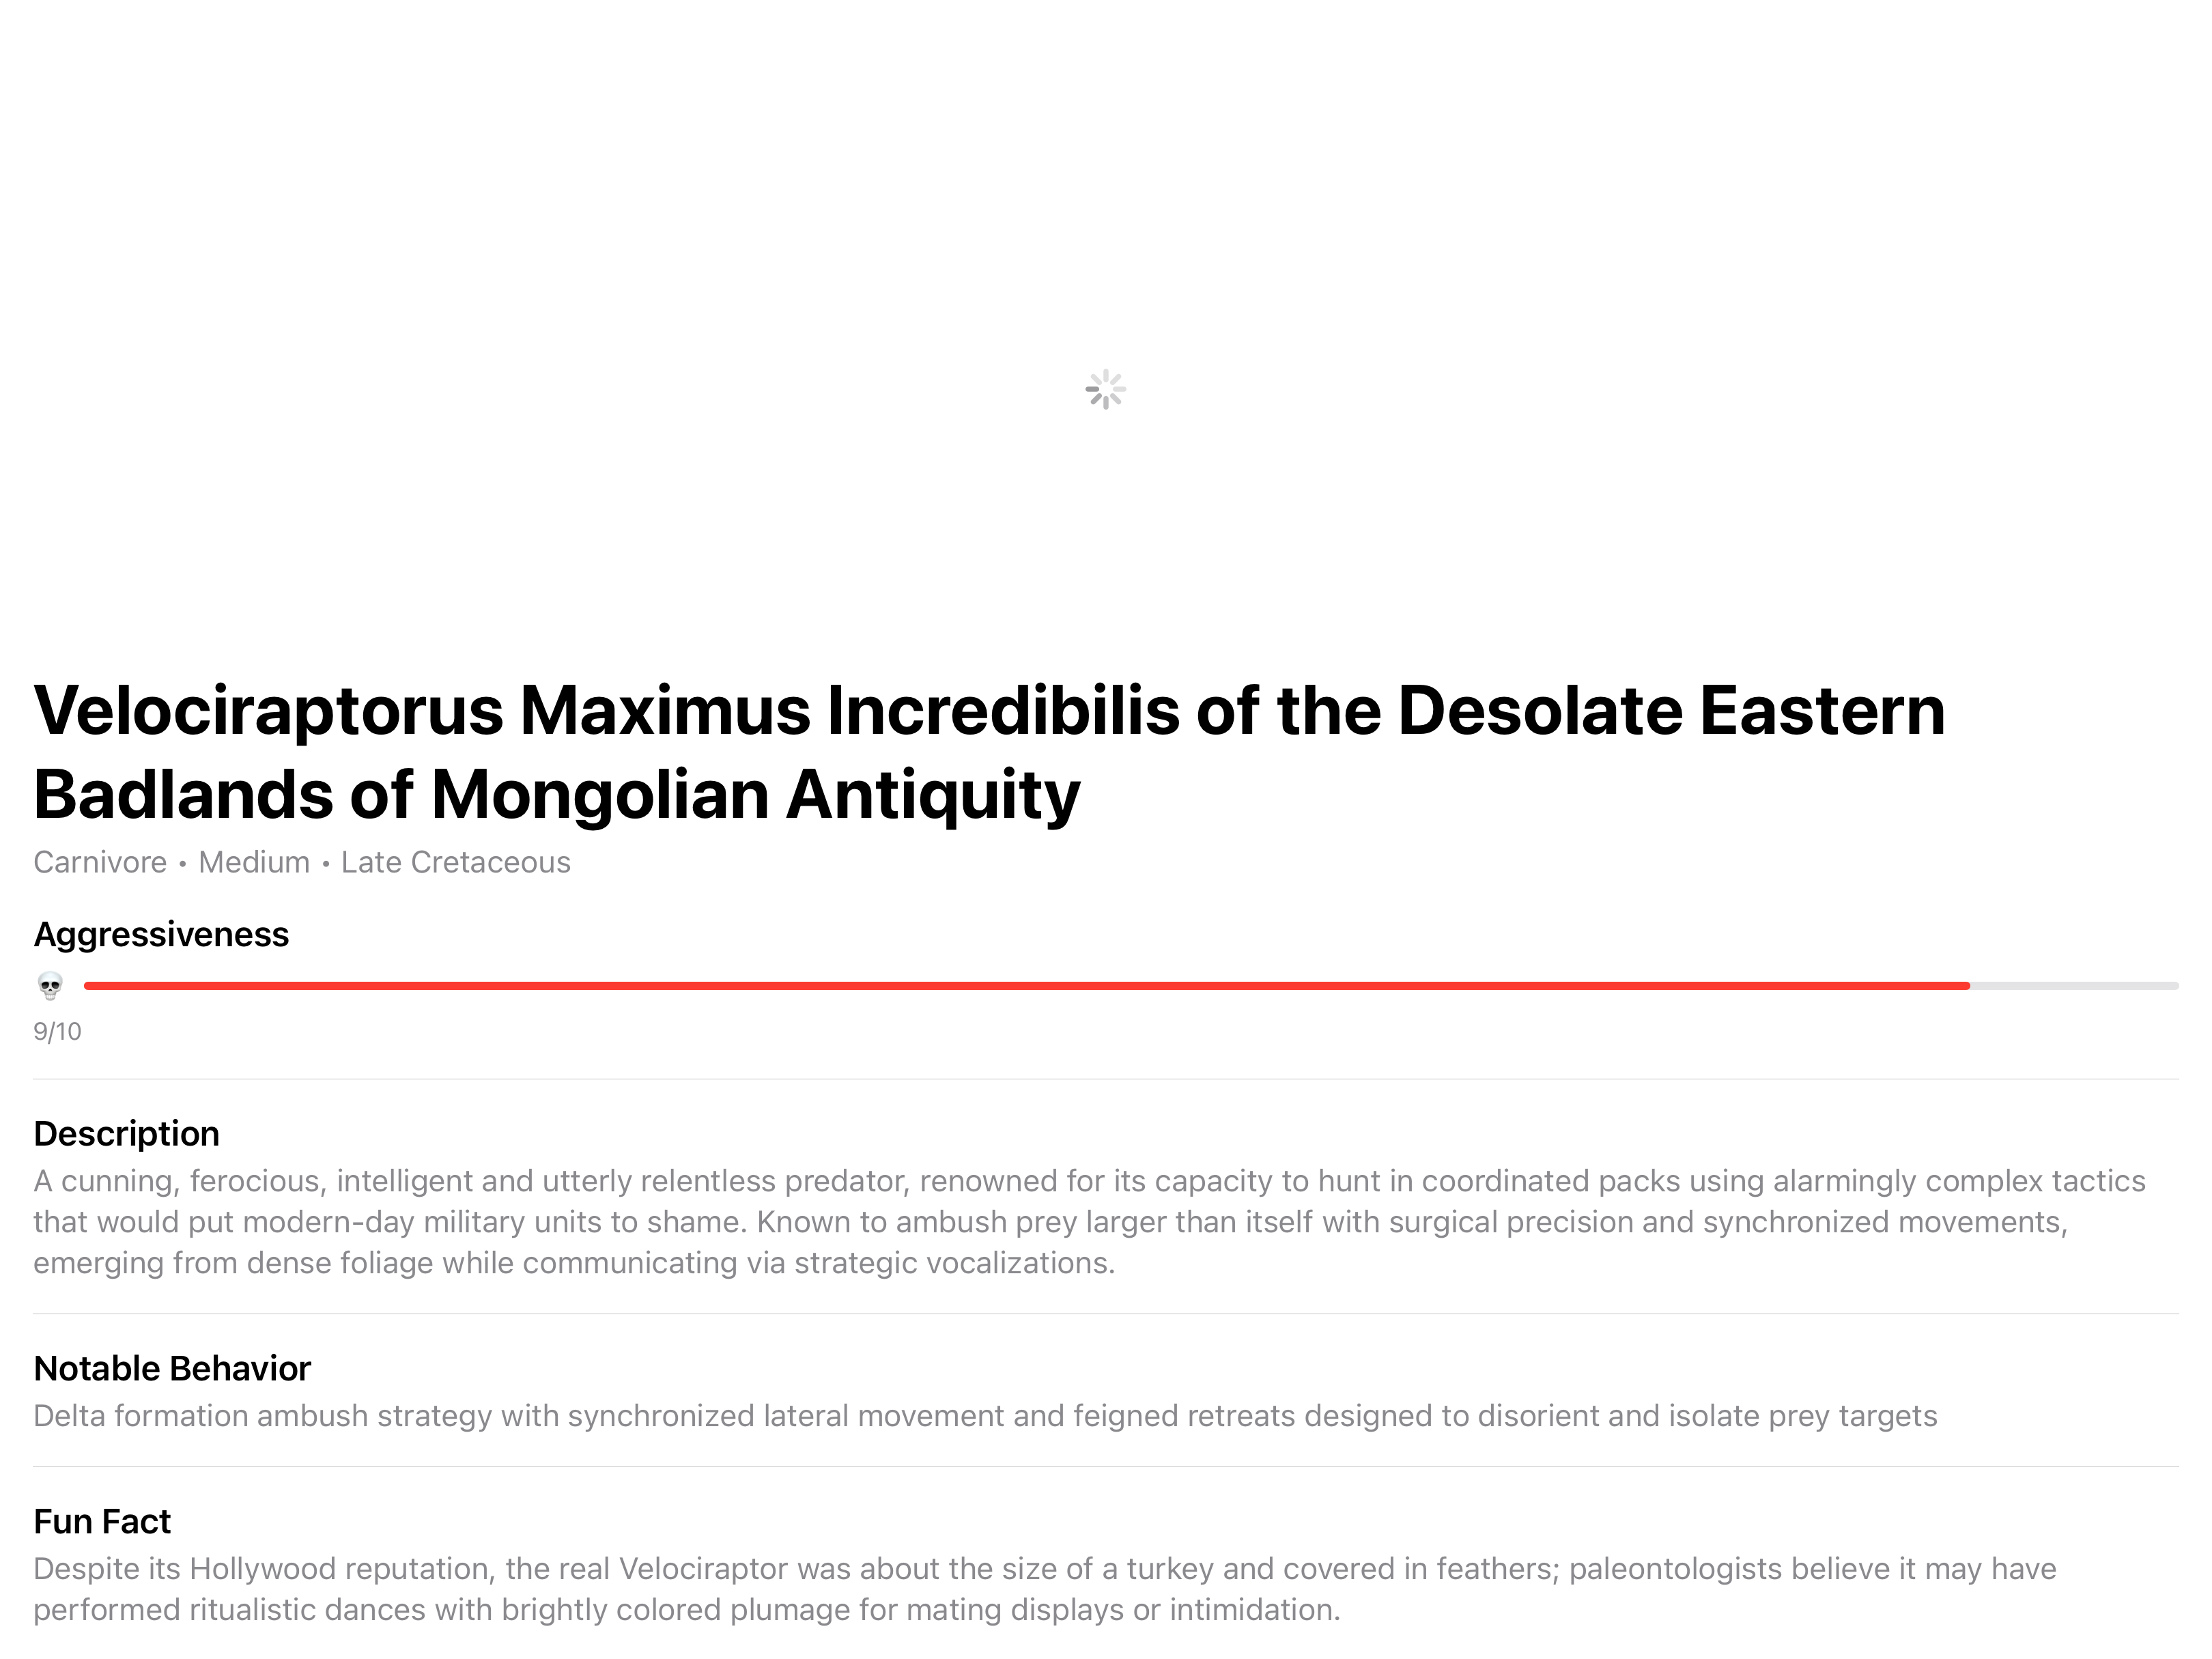 Velociraptorus Maximus Incredibilis of the Desolate Eastern
Badlands of Mongolian Antiquity
Carnivore • Medium • Late Cretaceous
Aggressiveness
9/10
Description
A cunning, ferocious, intelligent and utterly relentless predator, renowned for its capacity to hunt in coordinated packs using alarmingly complex tactics
that would put modern-day military units to shame. Known to ambush prey larger than itself with surgical precision and synchronized movements,
emerging from dense foliage while communicating via strategic vocalizations.
Notable Behavior
Delta formation ambush strategy with synchronized lateral movement and feigned retreats designed to disorient and isolate prey targets
Fun Fact
Despite its Hollywood reputation, the real Velociraptor was about the size of a turkey and covered in feathers; paleontologists believe it may have
performed ritualistic dances with brightly colored plumage for mating displays or intimidation.